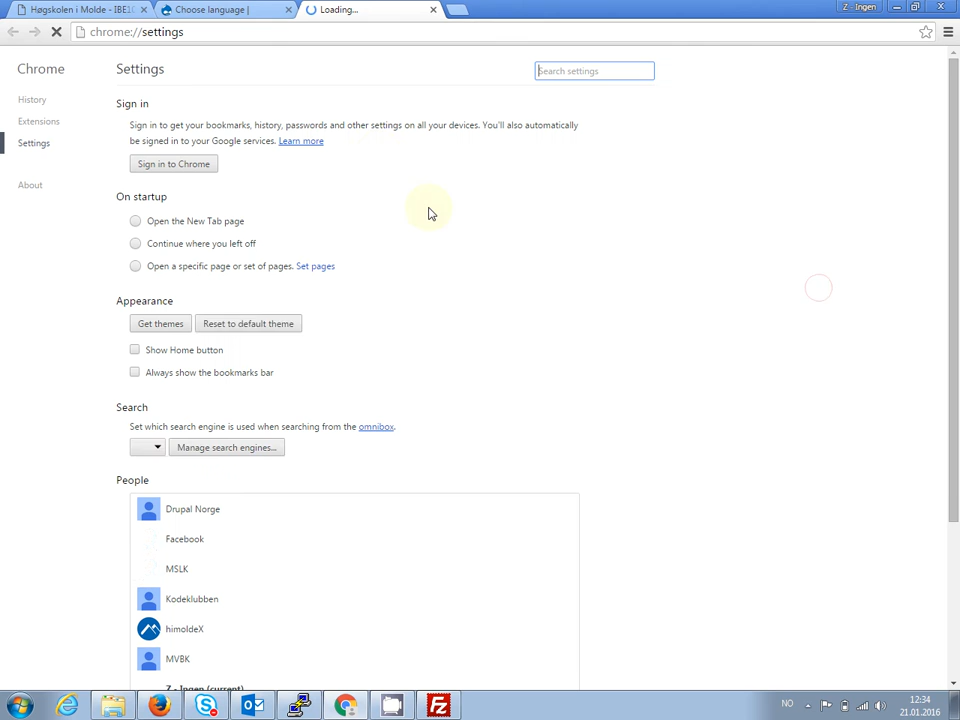 Høgskolen i Molde - IBE10
Choose language |
Loading...
Z - Ingen
chrome://settings
Chrome
Settings
Search settings
History
Extensions
Settings
About
Sign in
Sign in to get your bookmarks, history, passwords and other settings on all your devices. You'll also automatically
be signed in to your Google services. Learn more
Sign in to Chrome
On startup
Open the New Tab page
Continue where you left off
Open a specific page or set of pages. Set pages
Appearance
Get themes
Reset to default theme
Show Home button
Always show the bookmarks bar
Search
Set which search engine is used when searching from the omnibox.
Manage search engines...
People
Drupal Norge
Facebook
MSLK
Kodeklubben
himoldeX
MVBK
Z - Ingen (current)
NO
12:34
21.01.2016